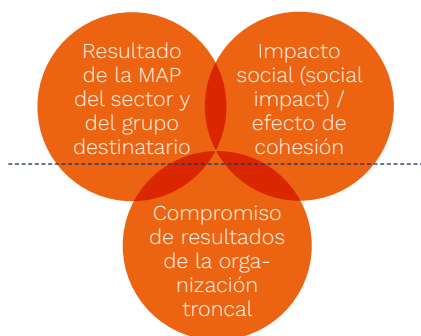 Resultado
de la MAP
del sector y
del grupo
destinatario
Impacto
social (social
impact) /
efecto de
cohesión
Compromiso
de resultados
de la orga-
nización
troncal